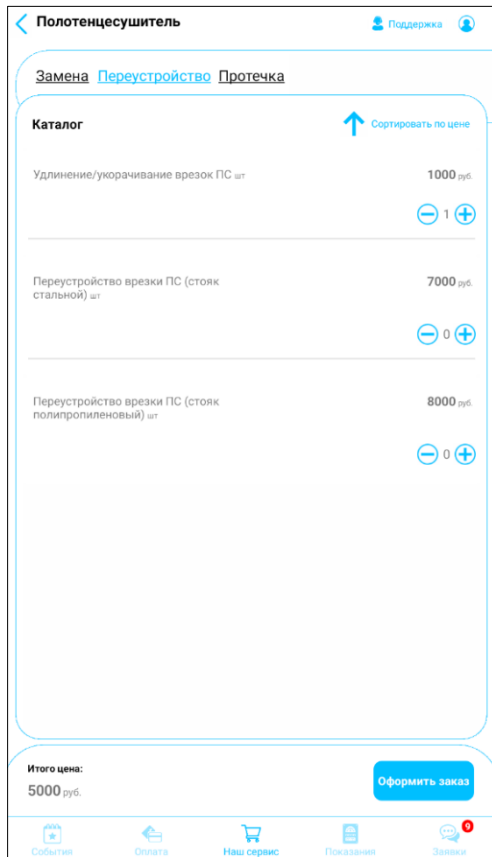 Полотенцесушитель
Поддержка
Замена Переустройство Протечка
Каталог
Сортировать по цене
Удлинение/укорачивание врезок ПС шт
1000 руб.
1
Переустройство врезки ПС (стояк
стальной) шт
7000 руб.
0
Переустройство врезки ПС (стояк
полипропиленовый) шт
8000 руб.
0
Итого цена:
5000 руб.
Оформить заказ
События
Оплата
Наш сервис
Показания
9
Заявки